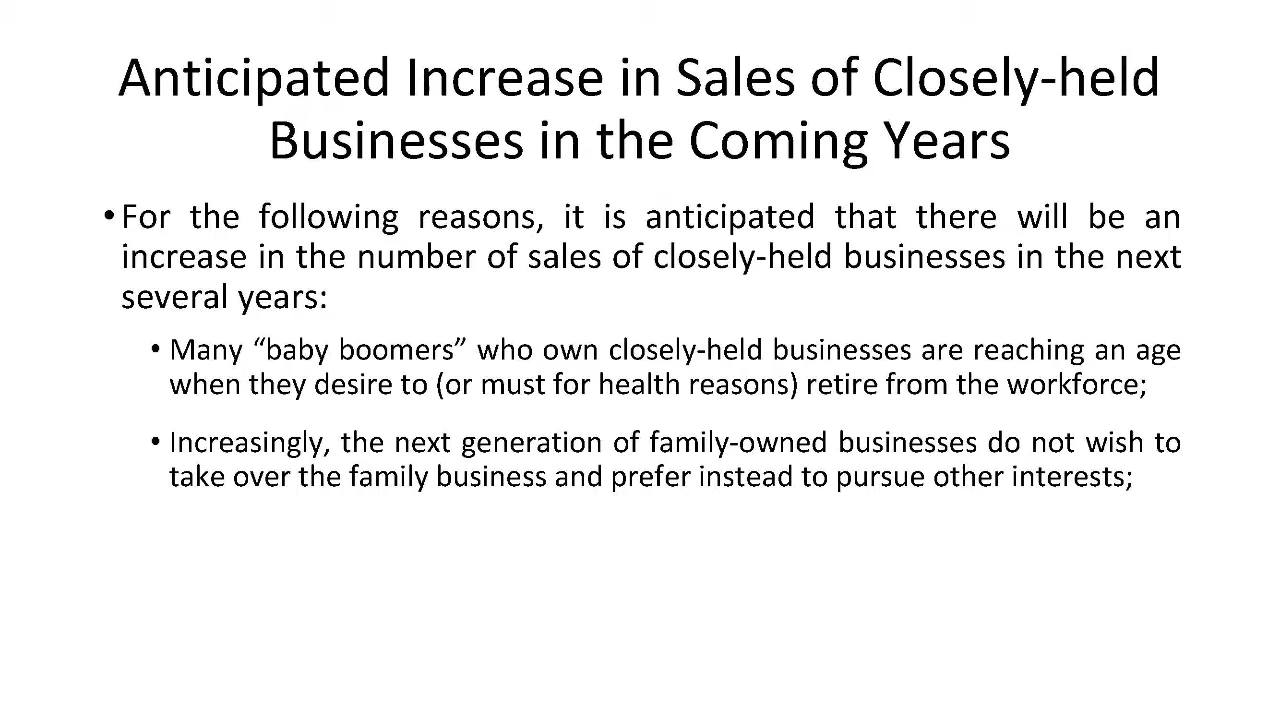 Anticipated Increase in Sales of Closely-held
Businesses in the Coming Years
•For the following reasons, it is anticipated that there will be an
increase in the number of sales of closely-held businesses in the next
several years:
• Many “baby boomers” who own closely-held businesses are reaching an age
when they desire to (or must for health reasons) retire from the workforce;
• Increasingly, the next generation of family-owned businesses do not wish to
take over the family business and prefer instead to pursue other interests;